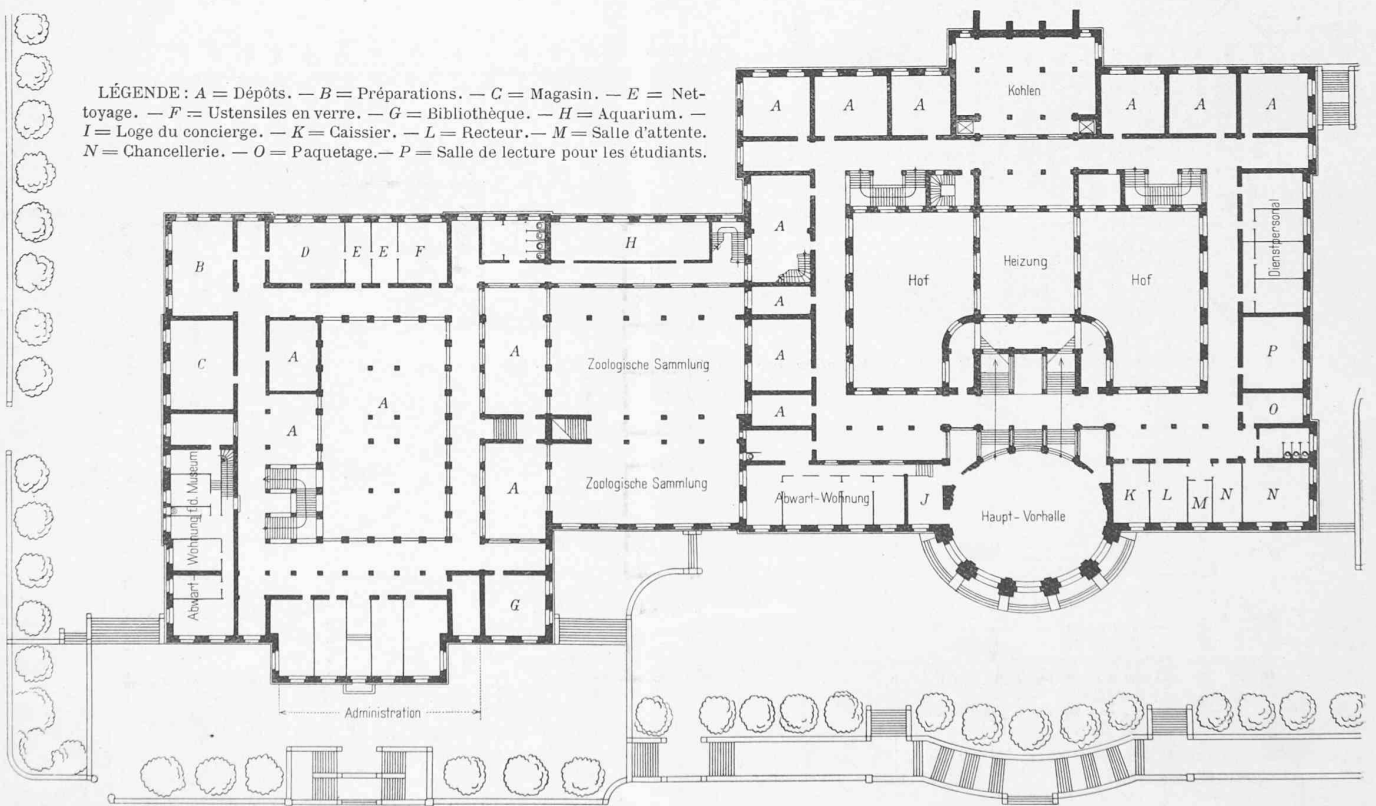 LÉGENDE : A = Dépôts. — B = Préparations. — C = Magasin. — E = Net-
toyage. — F = Ustensiles en verre. — G = Bibliothèque. — H = Aquarium. —
I = Loge du concierge. — K = Caissier. — L = Recteur. — M = Salle d'attente.
N = Chancellerie. — O = Paquetage. — P = Salle de lecture pour les étudiants.
Kohlen
A A A A A A
Dienstpersonal
A
Hof Heizung Hof
A
A
A
P
O
B D E E F H
C A A A
A
A
Zoologische Sammlung
Zoologische Sammlung
Abwart-Wohnung f.d. Museum
Abwart-Wohnung
J
Haupt-Vorhalle
K L M N N
G
Administration